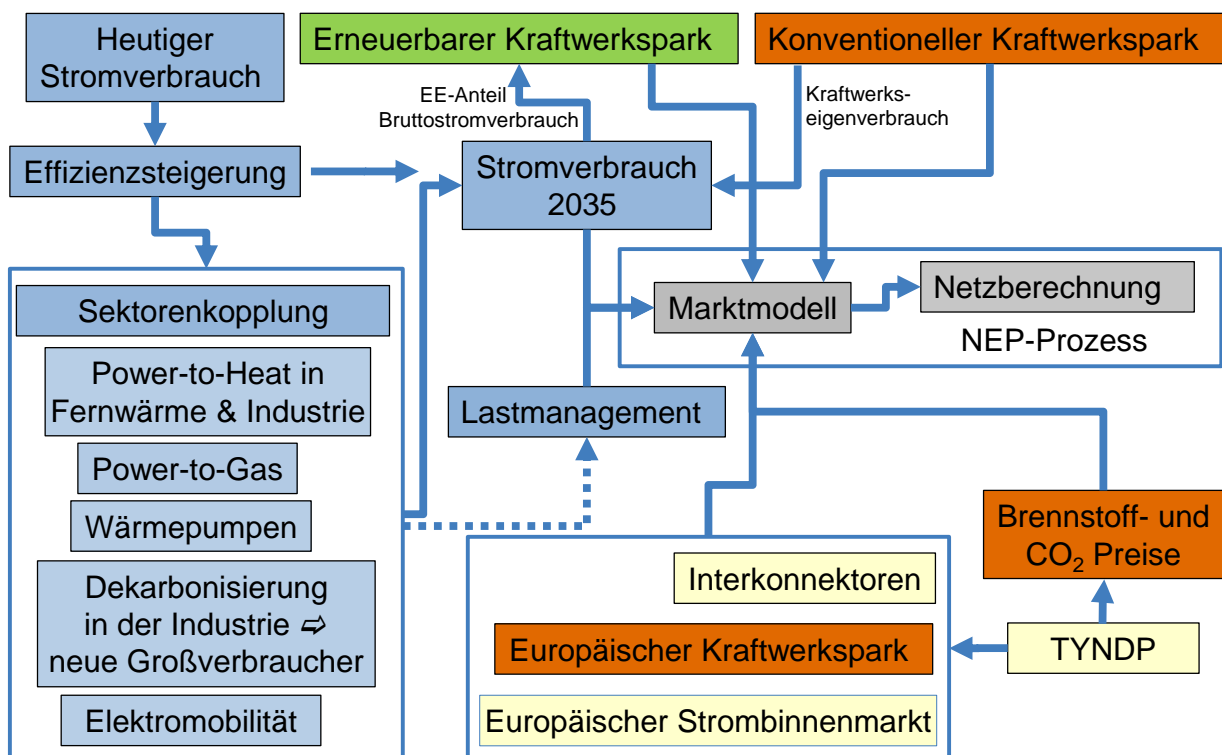 Heutiger
Stromverbrauch
Erneuerbarer Kraftwerkspark
Konventioneller Kraftwerkspark
EE-Anteil
Bruttostromverbrauch
Kraftwerks-
eigenverbrauch
Effizienzsteigerung
Stromverbrauch
2035
Sektorenkopplung
Marktmodell
Netzberechnung
NEP-Prozess
Power-to-Heat in
Fernwärme & Industrie
Lastmanagement
Power-to-Gas
Wärmepumpen
Dekarbonisierung
in der Industrie ➪
neue Großverbraucher
Elektromobilität
Brennstoff- und
CO₂ Preise
Interkonnektoren
Europäischer Kraftwerkspark
TYNDP
Europäischer Strombinnenmarkt